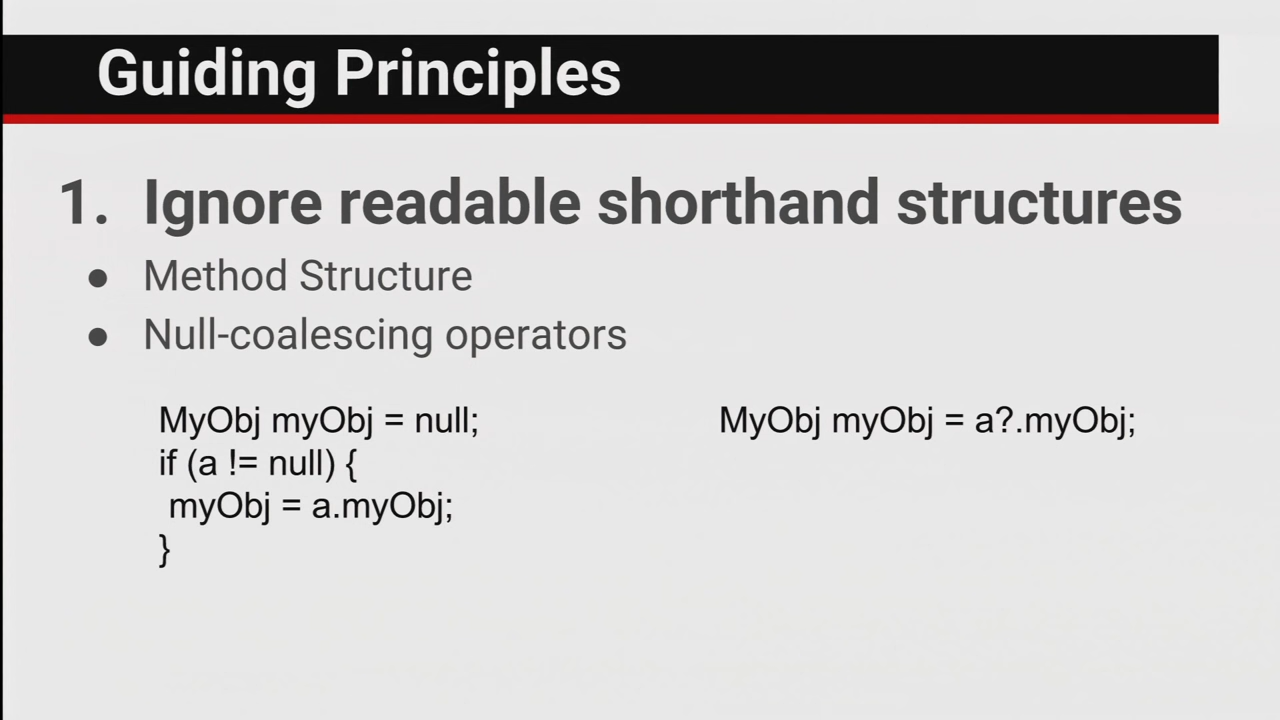 Guiding Principles
1. Ignore readable shorthand structures
● Method Structure
● Null-coalescing operators
MyObj myObj = null;
if (a != null) {
myObj = a.myObj;
}
MyObj myObj = a?.myObj;